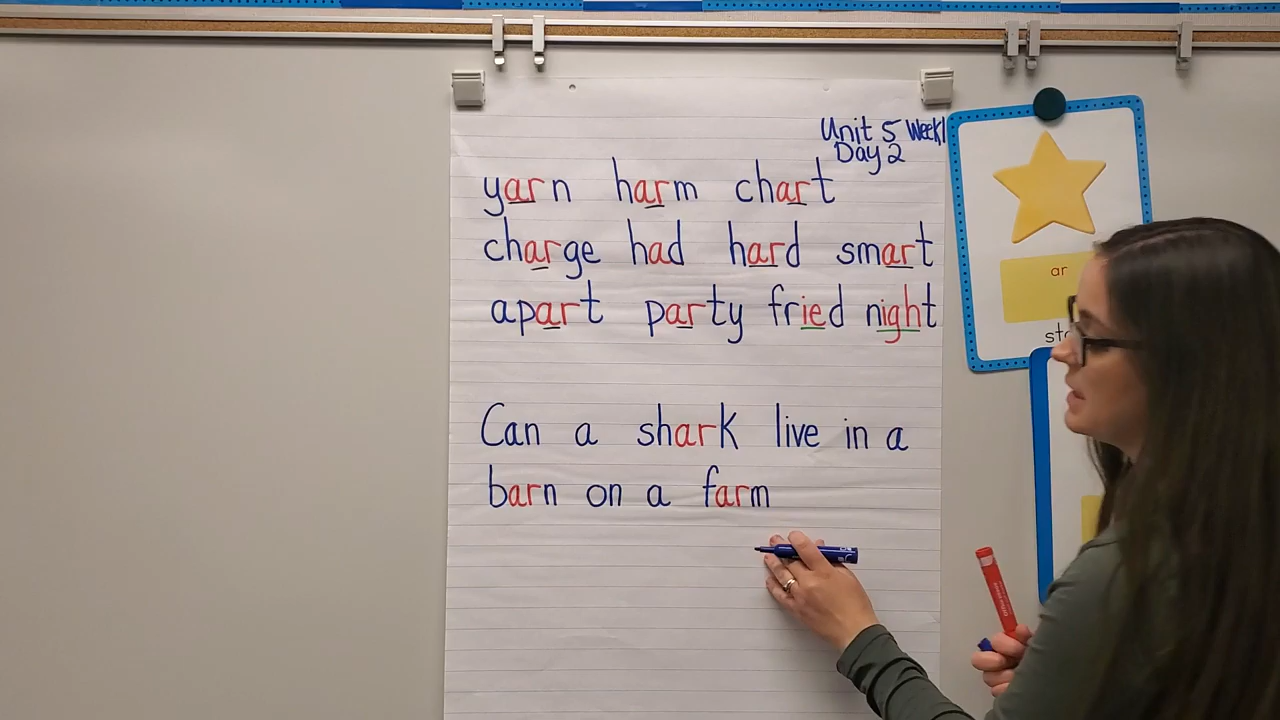 Unit 5 Week 1
Day 2
yarn harm chart
charge had hard smart
apart party fried night
Can a shark live in a
barn on a farm
ar